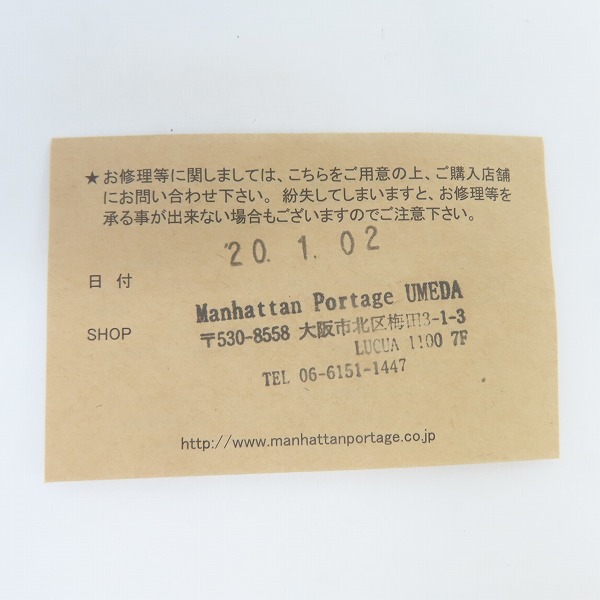 ★お修理等に関しましては、こちらをご用意の上、ご購入店舗
にお問い合わせ下さい。紛失してしまいますと、お修理等を
承る事が出来ない場合もございますのでご注意下さい。
'20. 1. 02
日 付
Manhattan Portage UMEDA
SHOP
〒530-8558 大阪市北区梅田3-1-3
LUCUA 1100 7F
TEL 06-6151-1447
http://www.manhattanportage.co.jp